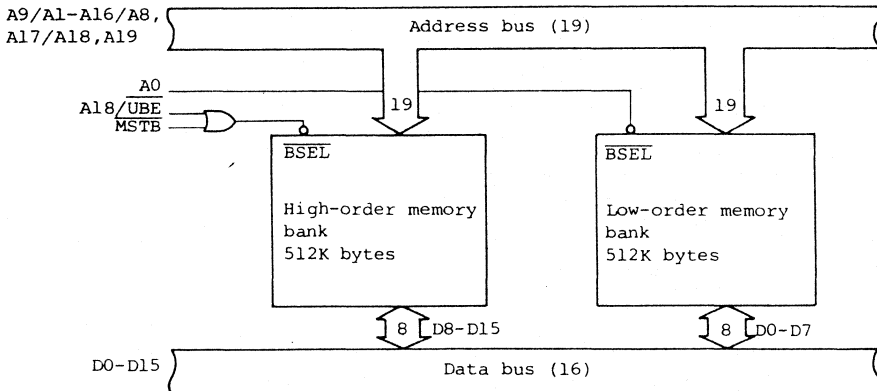 A9/A1-A16/A8,
A17/A18,A19
Address bus (19)
A0
A18/UBE
MSTB
19
19
BSEL
BSEL
High-order memory
bank
512K bytes
Low-order memory
bank
512K bytes
8
D8-D15
8
D0-D7
D0-D15
Data bus (16)